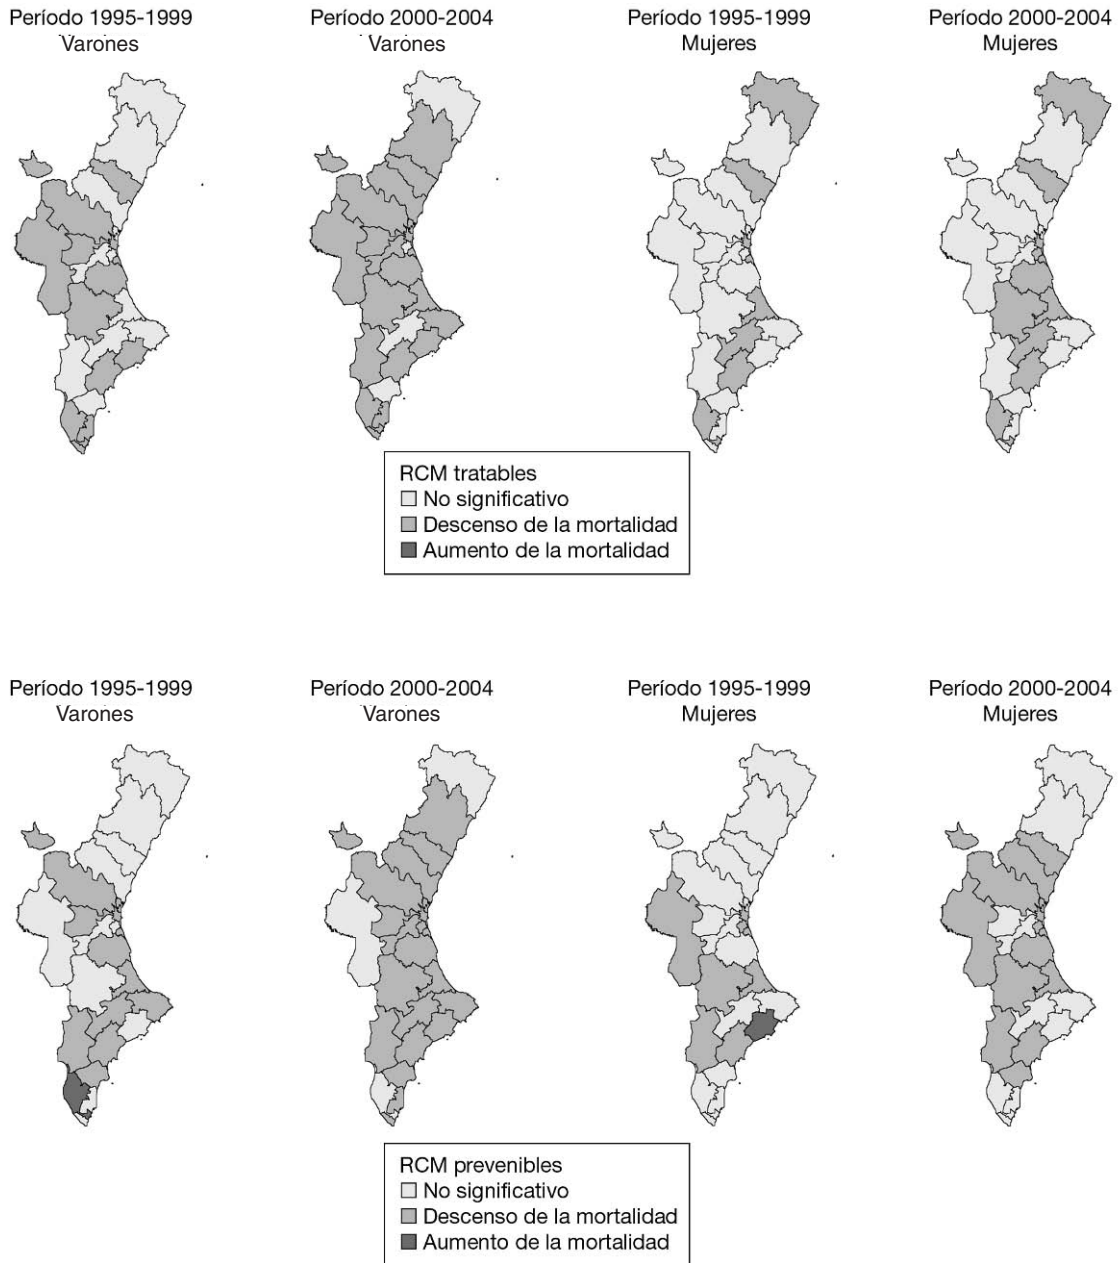 Período 1995-1999
Varones
Período 2000-2004
Varones
Período 1995-1999
Mujeres
Período 2000-2004
Mujeres
RCM tratables
No significativo
Descenso de la mortalidad
Aumento de la mortalidad
Período 1995-1999
Varones
Período 2000-2004
Varones
Período 1995-1999
Mujeres
Período 2000-2004
Mujeres
RCM prevenibles
No significativo
Descenso de la mortalidad
Aumento de la mortalidad